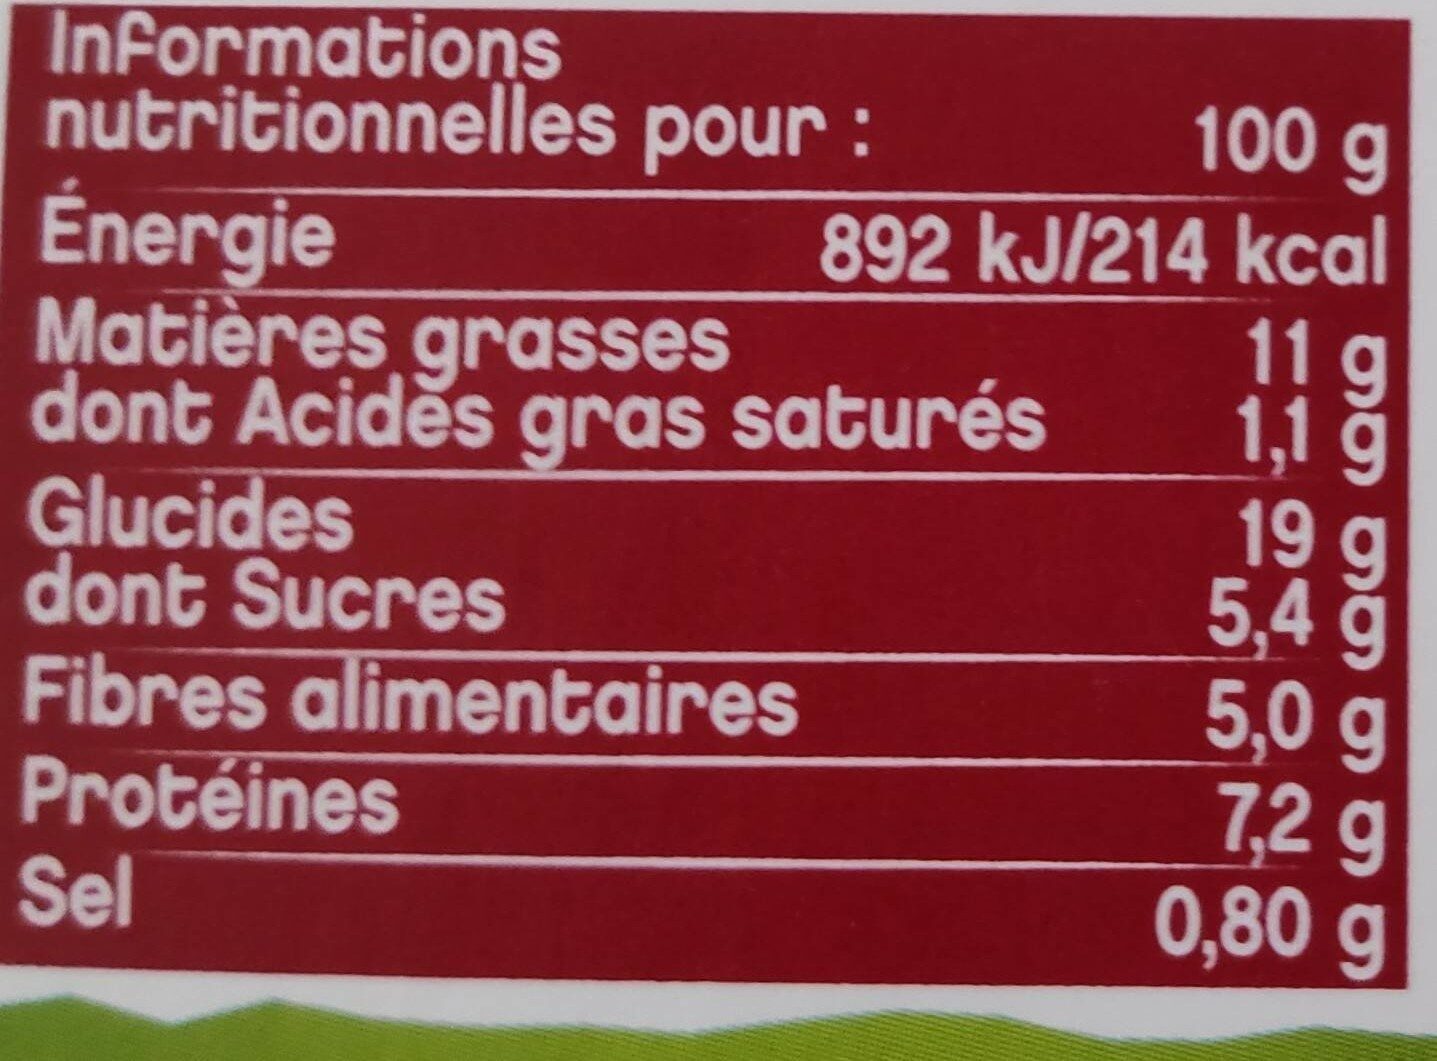 Informations
nutritionnelles pour : 100 g
Énergie 892 kJ/214 kcal
Matières grasses 11 g
dont Acides gras saturés 1,1 g
Glucides 19 g
dont Sucres 5,4 g
Fibres alimentaires 5,0 g
Protéines 7,2 g
Sel 0,80 g